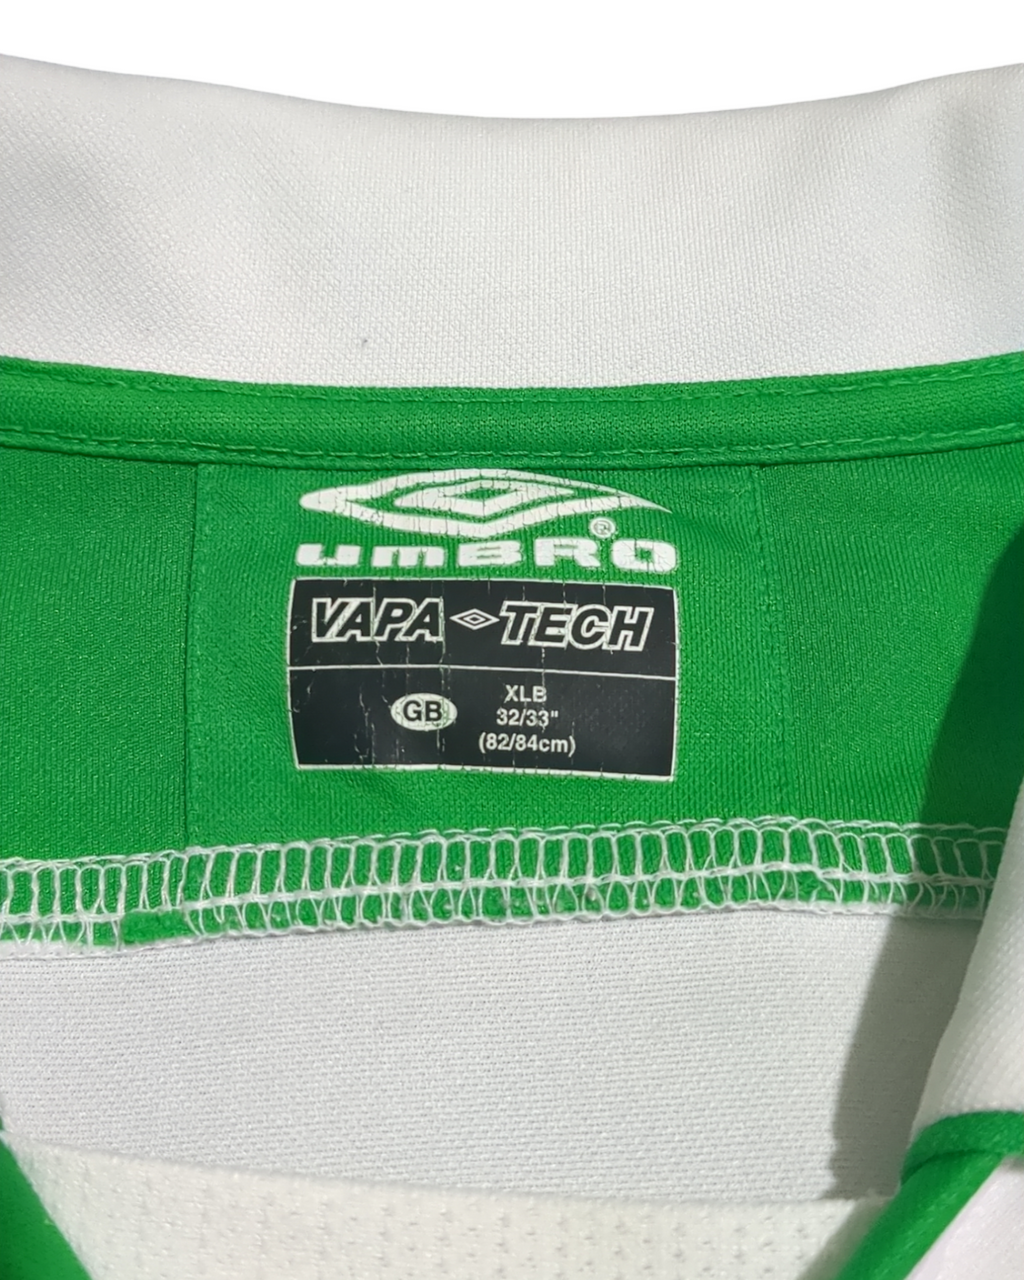 UMBRO®
VAPA TECH
GB
XLB
32/33"
(82/84cm)